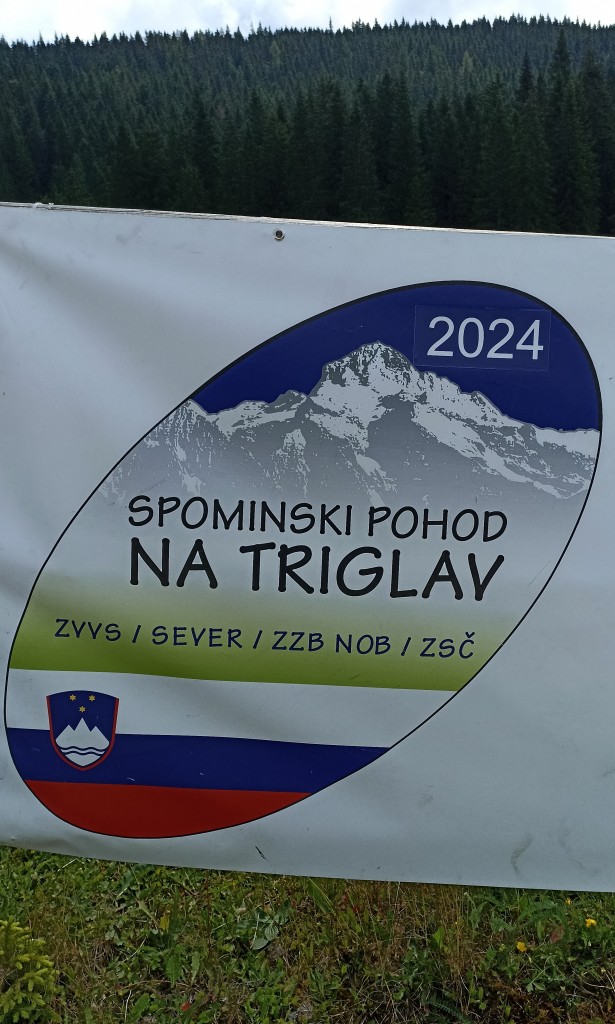 2024
SPOMINSKI POHOD
NA TRIGLAV
ZVVS / SEVER / ZZB NOB / ZSČ